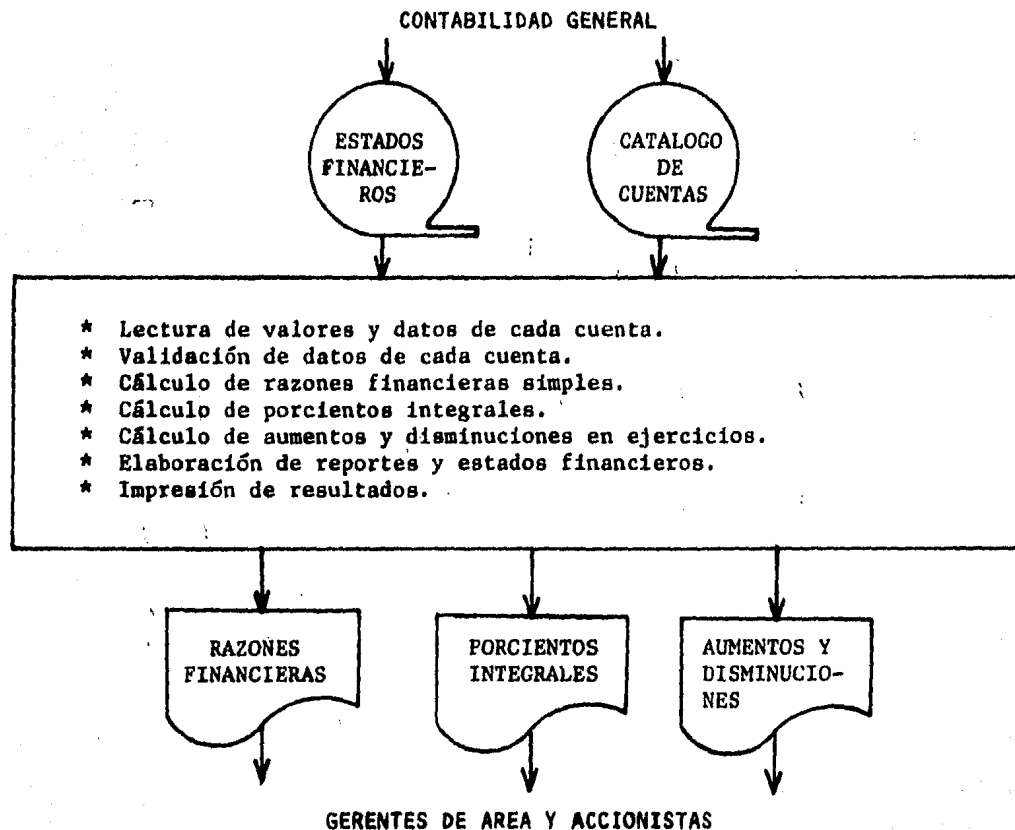 CONTABILIDAD GENERAL
ESTADOS
FINANCIE-
ROS
CATALOGO
DE
CUENTAS
* Lectura de valores y datos de cada cuenta.
* Validación de datos de cada cuenta.
* Cálculo de razones financieras simples.
* Cálculo de porcientos integrales.
* Cálculo de aumentos y disminuciones en ejercicios.
* Elaboración de reportes y estados financieros.
* Impresión de resultados.
RAZONES
FINANCIERAS
PORCIENTOS
INTEGRALES
AUMENTOS Y
DISMINUCIO-
NES
GERENTES DE AREA Y ACCIONISTAS